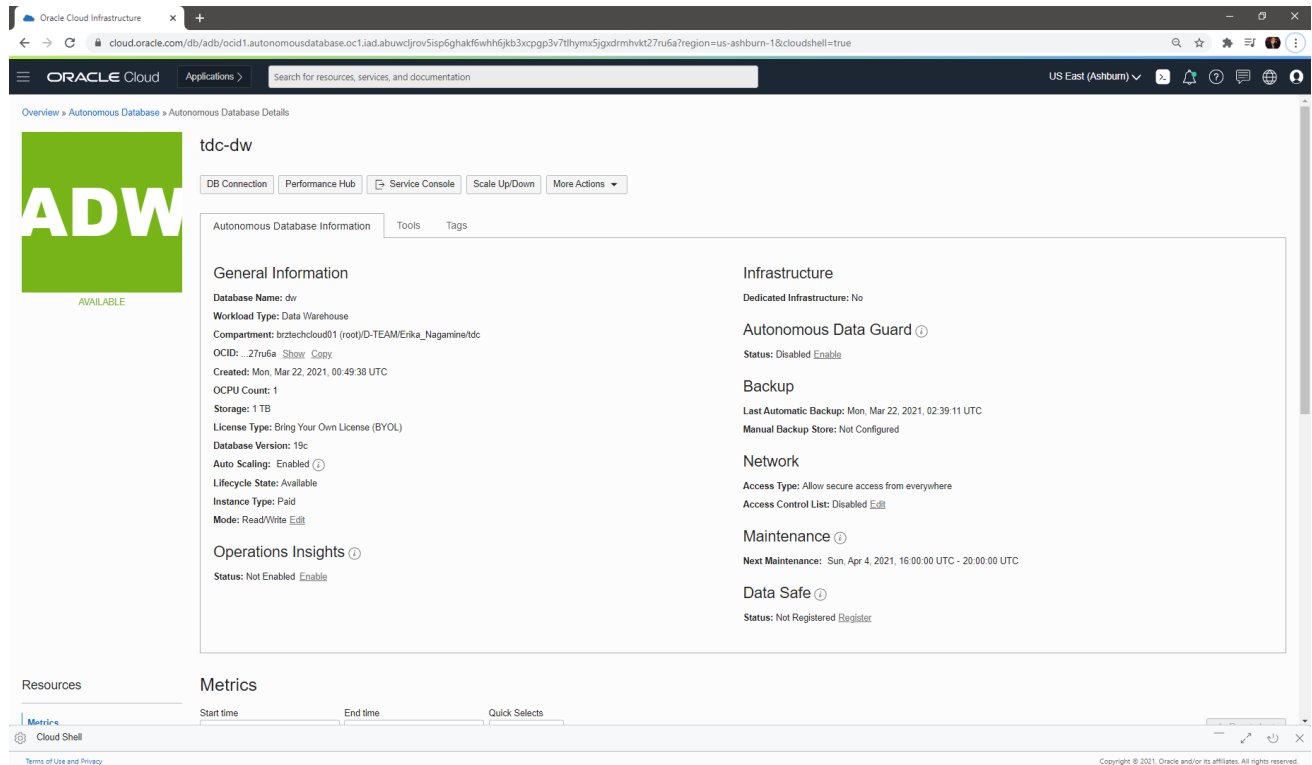 Oracle Cloud Infrastructure
cloud.oracle.com/db/adb/ocid1.autonomousdatabase.oc1.iad.abuwcljrov5isp6ghakf6whh6jkb3xcpgp3v7tlhymx5jgxdrmhvkt27ru6a?region=us-ashburn-1&cloudshell=true
ORACLE Cloud
Applications >
Search for resources, services, and documentation
US East (Ashburn)
Overview » Autonomous Database » Autonomous Database Details
ADW
AVAILABLE
tdc-dw
DB Connection
Performance Hub
Service Console
Scale Up/Down
More Actions
Autonomous Database Information
Tools
Tags
General Information
Database Name: dw
Workload Type: Data Warehouse
Compartment: brztechcloud01 (root)/D-TEAM/Erika_Nagamine/tdc
OCID: ...27ru6a Show Copy
Created: Mon, Mar 22, 2021, 00:49:38 UTC
OCPU Count: 1
Storage: 1 TB
License Type: Bring Your Own License (BYOL)
Database Version: 19c
Auto Scaling: Enabled
Lifecycle State: Available
Instance Type: Paid
Mode: Read/Write Edit
Operations Insights
Status: Not Enabled Enable
Infrastructure
Dedicated Infrastructure: No
Autonomous Data Guard
Status: Disabled Enable
Backup
Last Automatic Backup: Mon, Mar 22, 2021, 02:39:11 UTC
Manual Backup Store: Not Configured
Network
Access Type: Allow secure access from everywhere
Access Control List: Disabled Edit
Maintenance
Next Maintenance: Sun, Apr 4, 2021, 16:00:00 UTC - 20:00:00 UTC
Data Safe
Status: Not Registered Register
Resources
Metrics
Metrics
Start time
End time
Quick Selects
Cloud Shell
Terms of Use and Privacy
Copyright © 2021, Oracle and/or its affiliates. All rights reserved.